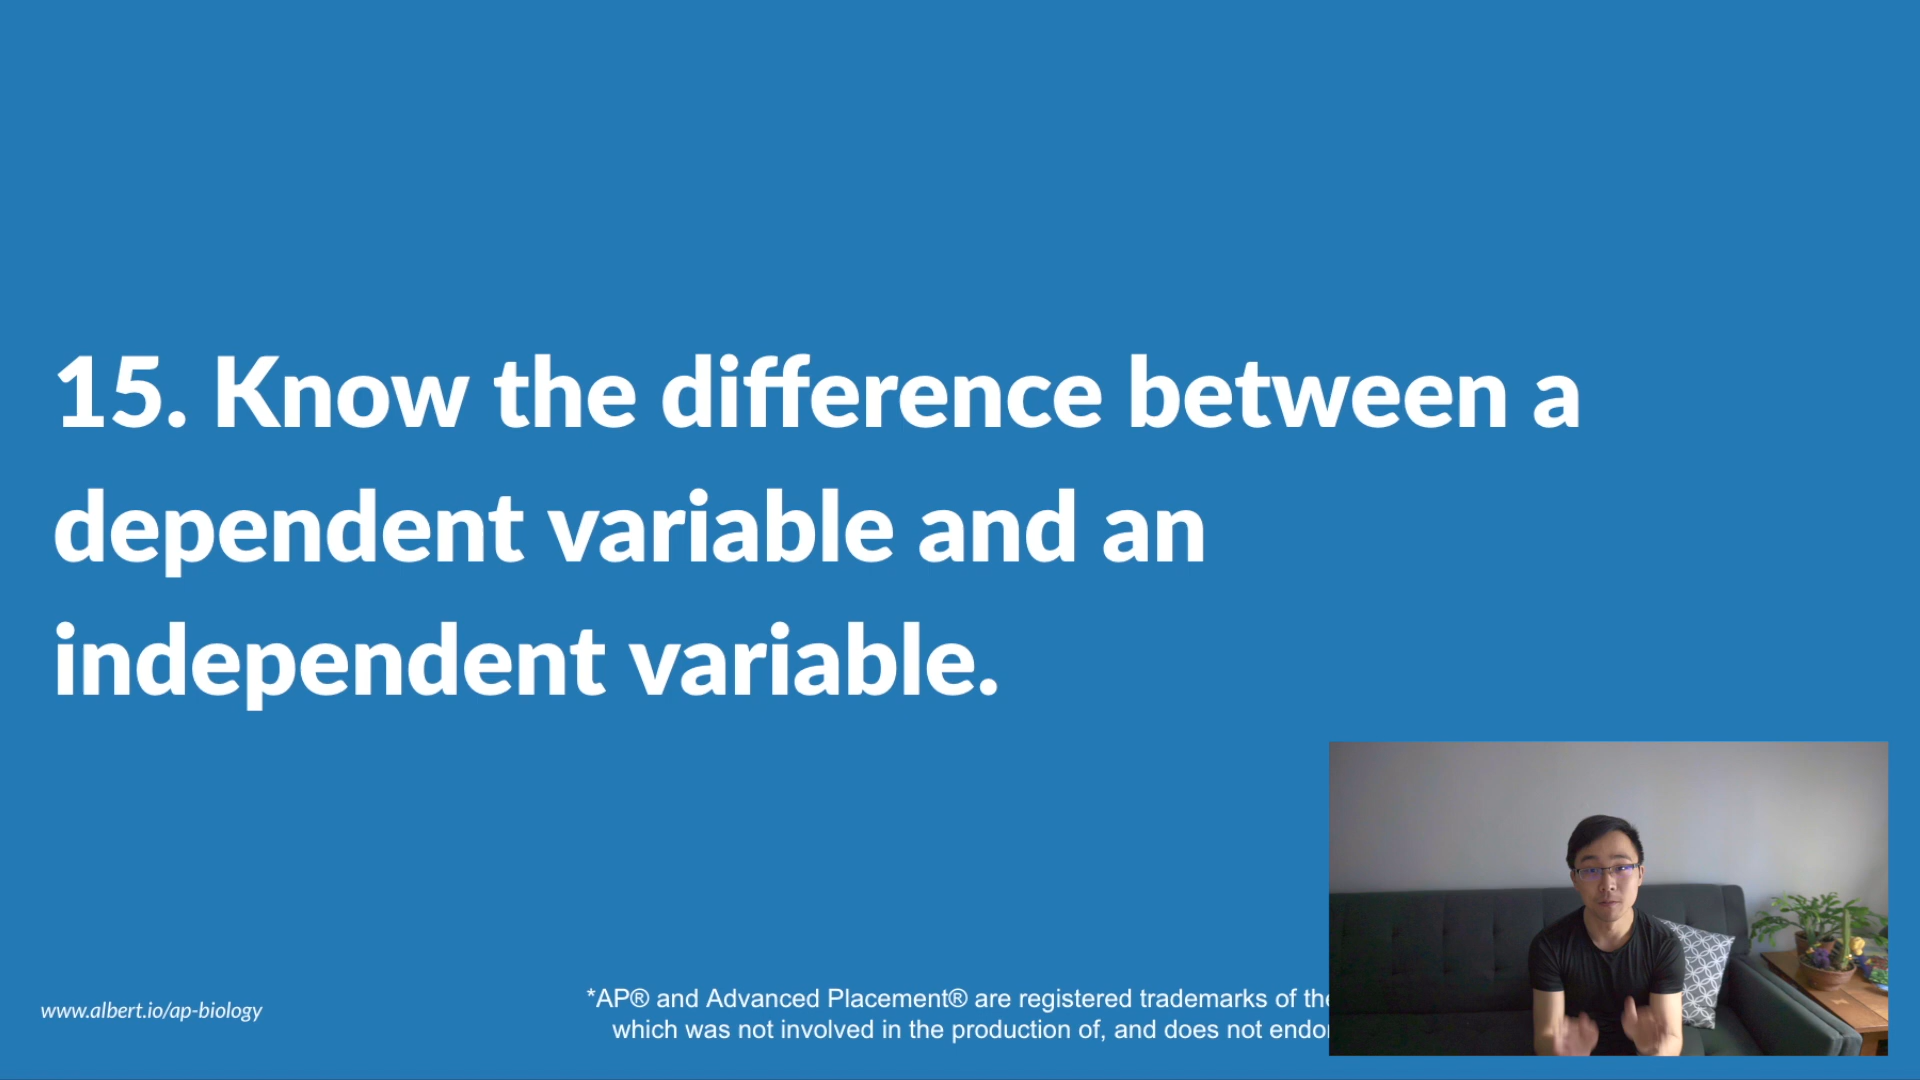 15. Know the difference between a
dependent variable and an
independent variable.
www.albert.io/ap-biology
*AP® and Advanced Placement® are registered trademarks of the
which was not involved in the production of, and does not